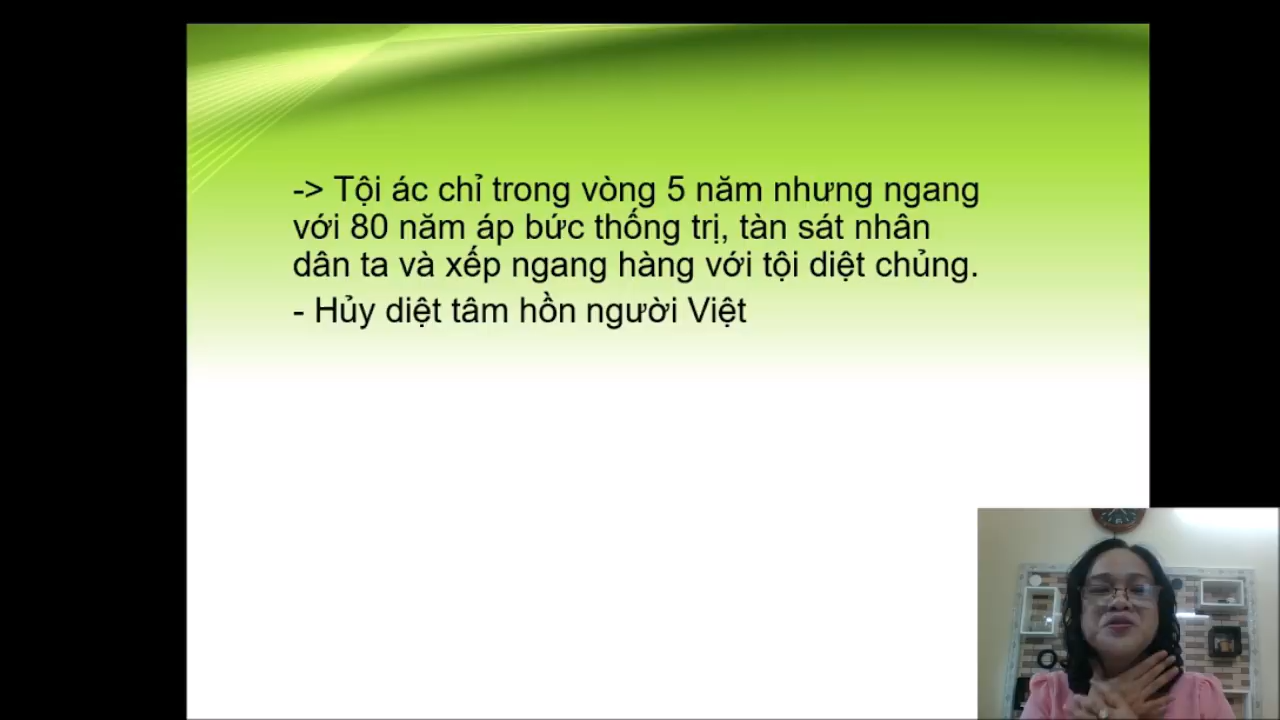 -> Tội ác chỉ trong vòng 5 năm nhưng ngang
với 80 năm áp bức thống trị, tàn sát nhân
dân ta và xếp ngang hàng với tội diệt chủng.
- Hủy diệt tâm hồn người Việt